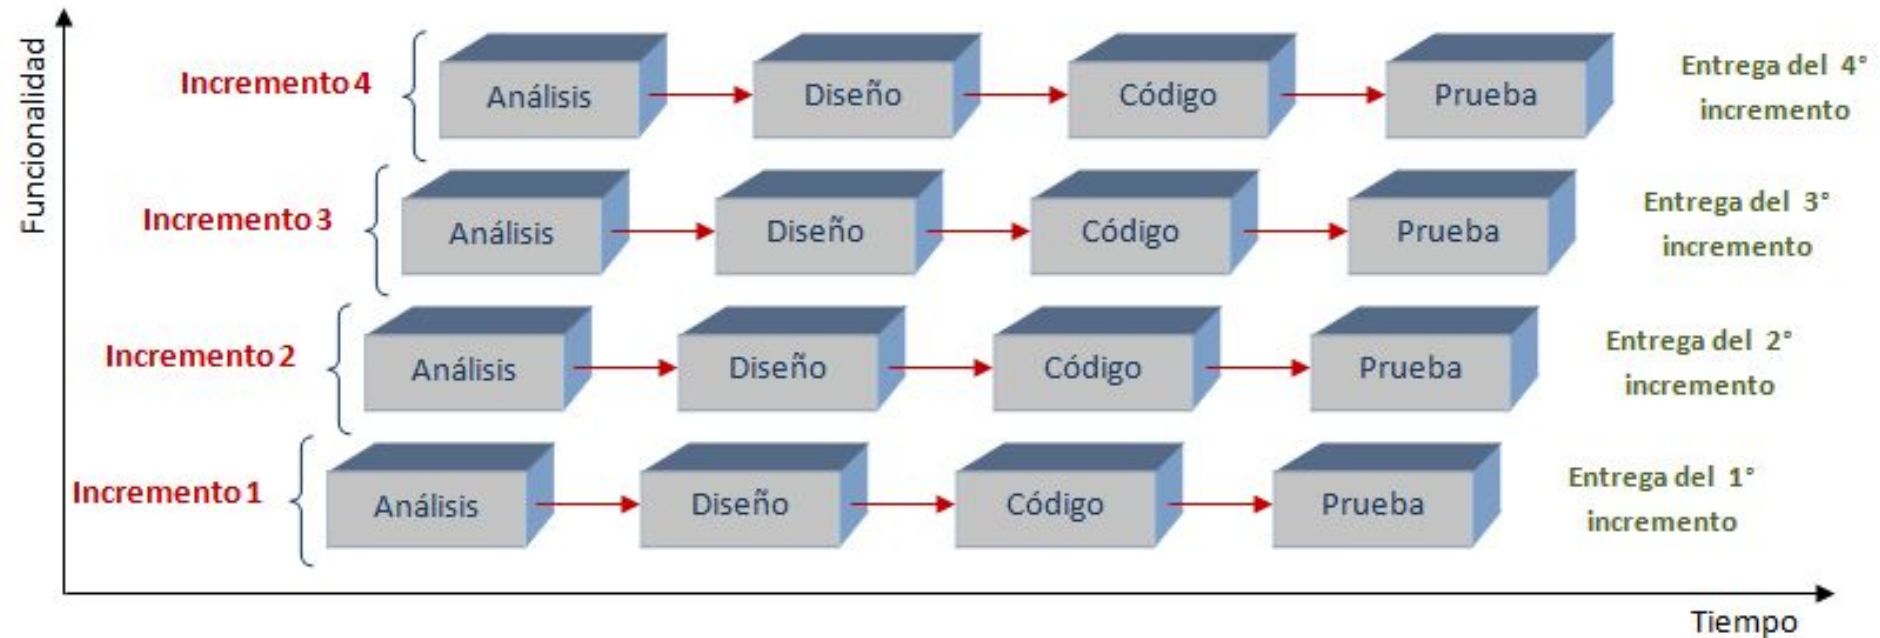 Funcionalidad
Incremento 4
Análisis
Diseño
Código
Prueba
Entrega del 4°
incremento
Incremento 3
Análisis
Diseño
Código
Prueba
Entrega del 3°
incremento
Incremento 2
Análisis
Diseño
Código
Prueba
Entrega del 2°
incremento
Incremento 1
Análisis
Diseño
Código
Prueba
Entrega del 1°
incremento
Tiempo